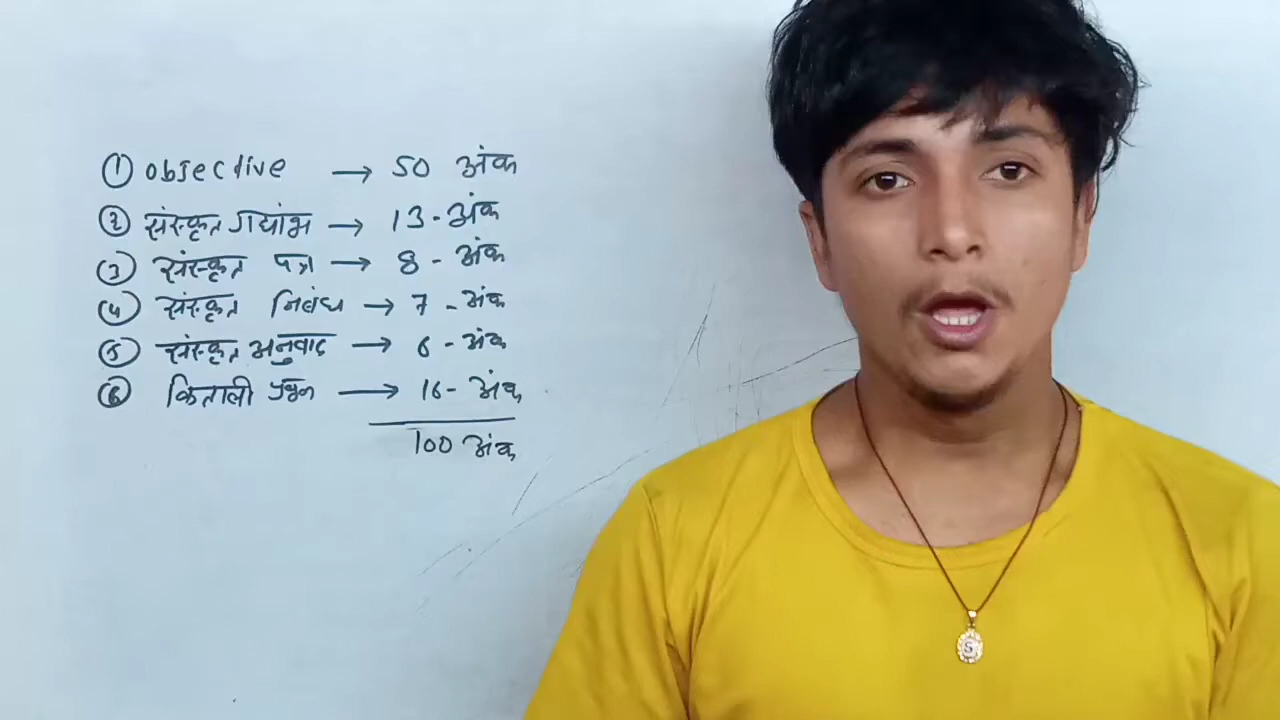 ① objective → 50 अंक
② संस्कृत गद्यांश → 13 - अंक
③ संस्कृत पत्र → 8 - अंक
④ संस्कृत निबंध → 7 - अंक
⑤ संस्कृत अनुवाद → 6 - अंक
⑥ किताबी प्रश्न → 16 - अंक
100 अंक
S